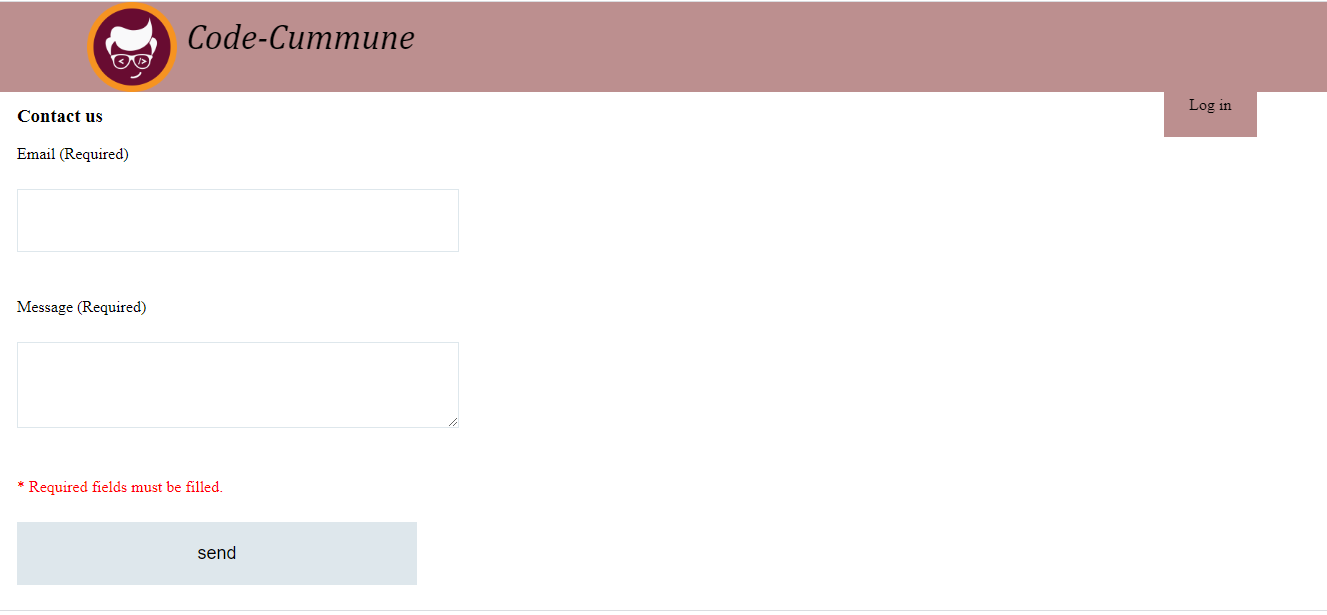 Code-Cummune
Log in
Contact us
Email (Required)
Message (Required)
* Required fields must be filled.
send